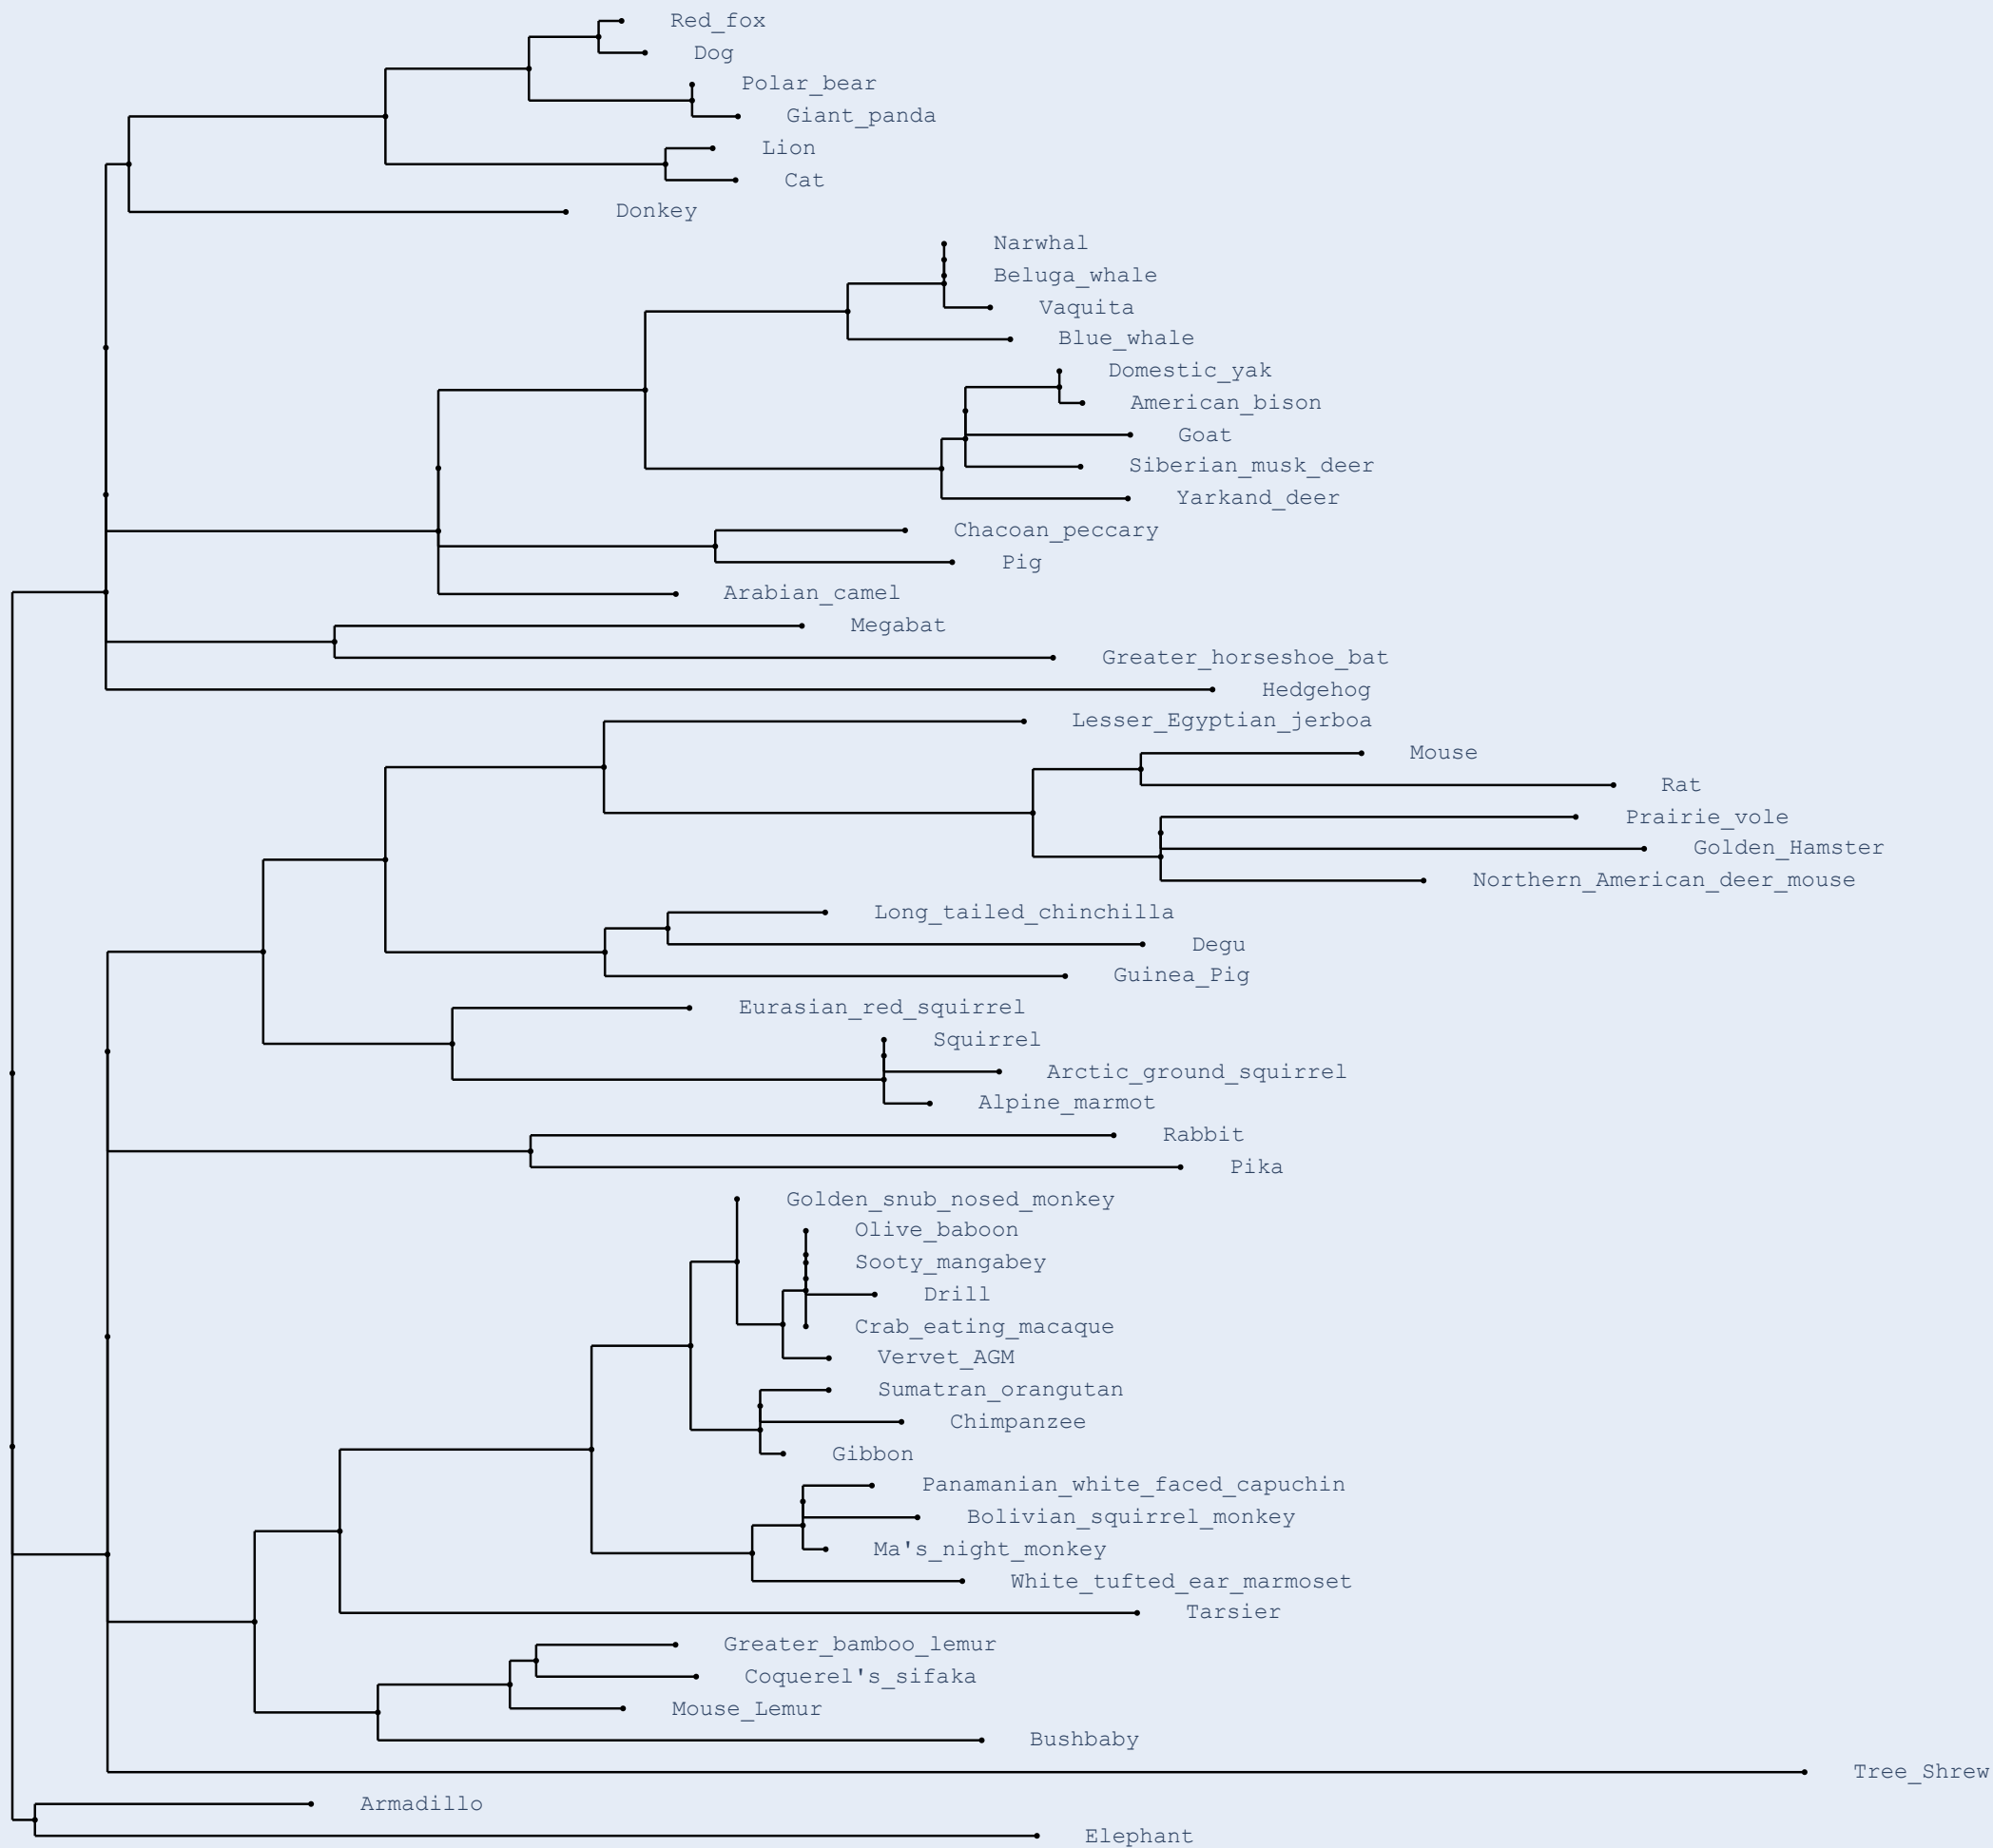 Red_fox
Dog
Polar_bear
Giant_panda
Lion
Cat
Donkey
Narwhal
Beluga_whale
Vaquita
Blue_whale
Domestic_yak
American_bison
Goat
Siberian_musk_deer
Yarkand_deer
Chacoan_peccary
Pig
Arabian_camel
Megabat
Greater_horseshoe_bat
Hedgehog
Lesser_Egyptian_jerboa
Mouse
Rat
Prairie_vole
Golden_Hamster
Northern_American_deer_mouse
Long_tailed_chinchilla
Degu
Guinea_Pig
Eurasian_red_squirrel
Squirrel
Arctic_ground_squirrel
Alpine_marmot
Rabbit
Pika
Golden_snub_nosed_monkey
Olive_baboon
Sooty_mangabey
Drill
Crab_eating_macaque
Vervet_AGM
Sumatran_orangutan
Chimpanzee
Gibbon
Panamanian_white_faced_capuchin
Bolivian_squirrel_monkey
Ma's_night_monkey
White_tufted_ear_marmoset
Tarsier
Greater_bamboo_lemur
Coquerel's_sifaka
Mouse_Lemur
Bushbaby
Tree_Shrew
Armadillo
Elephant